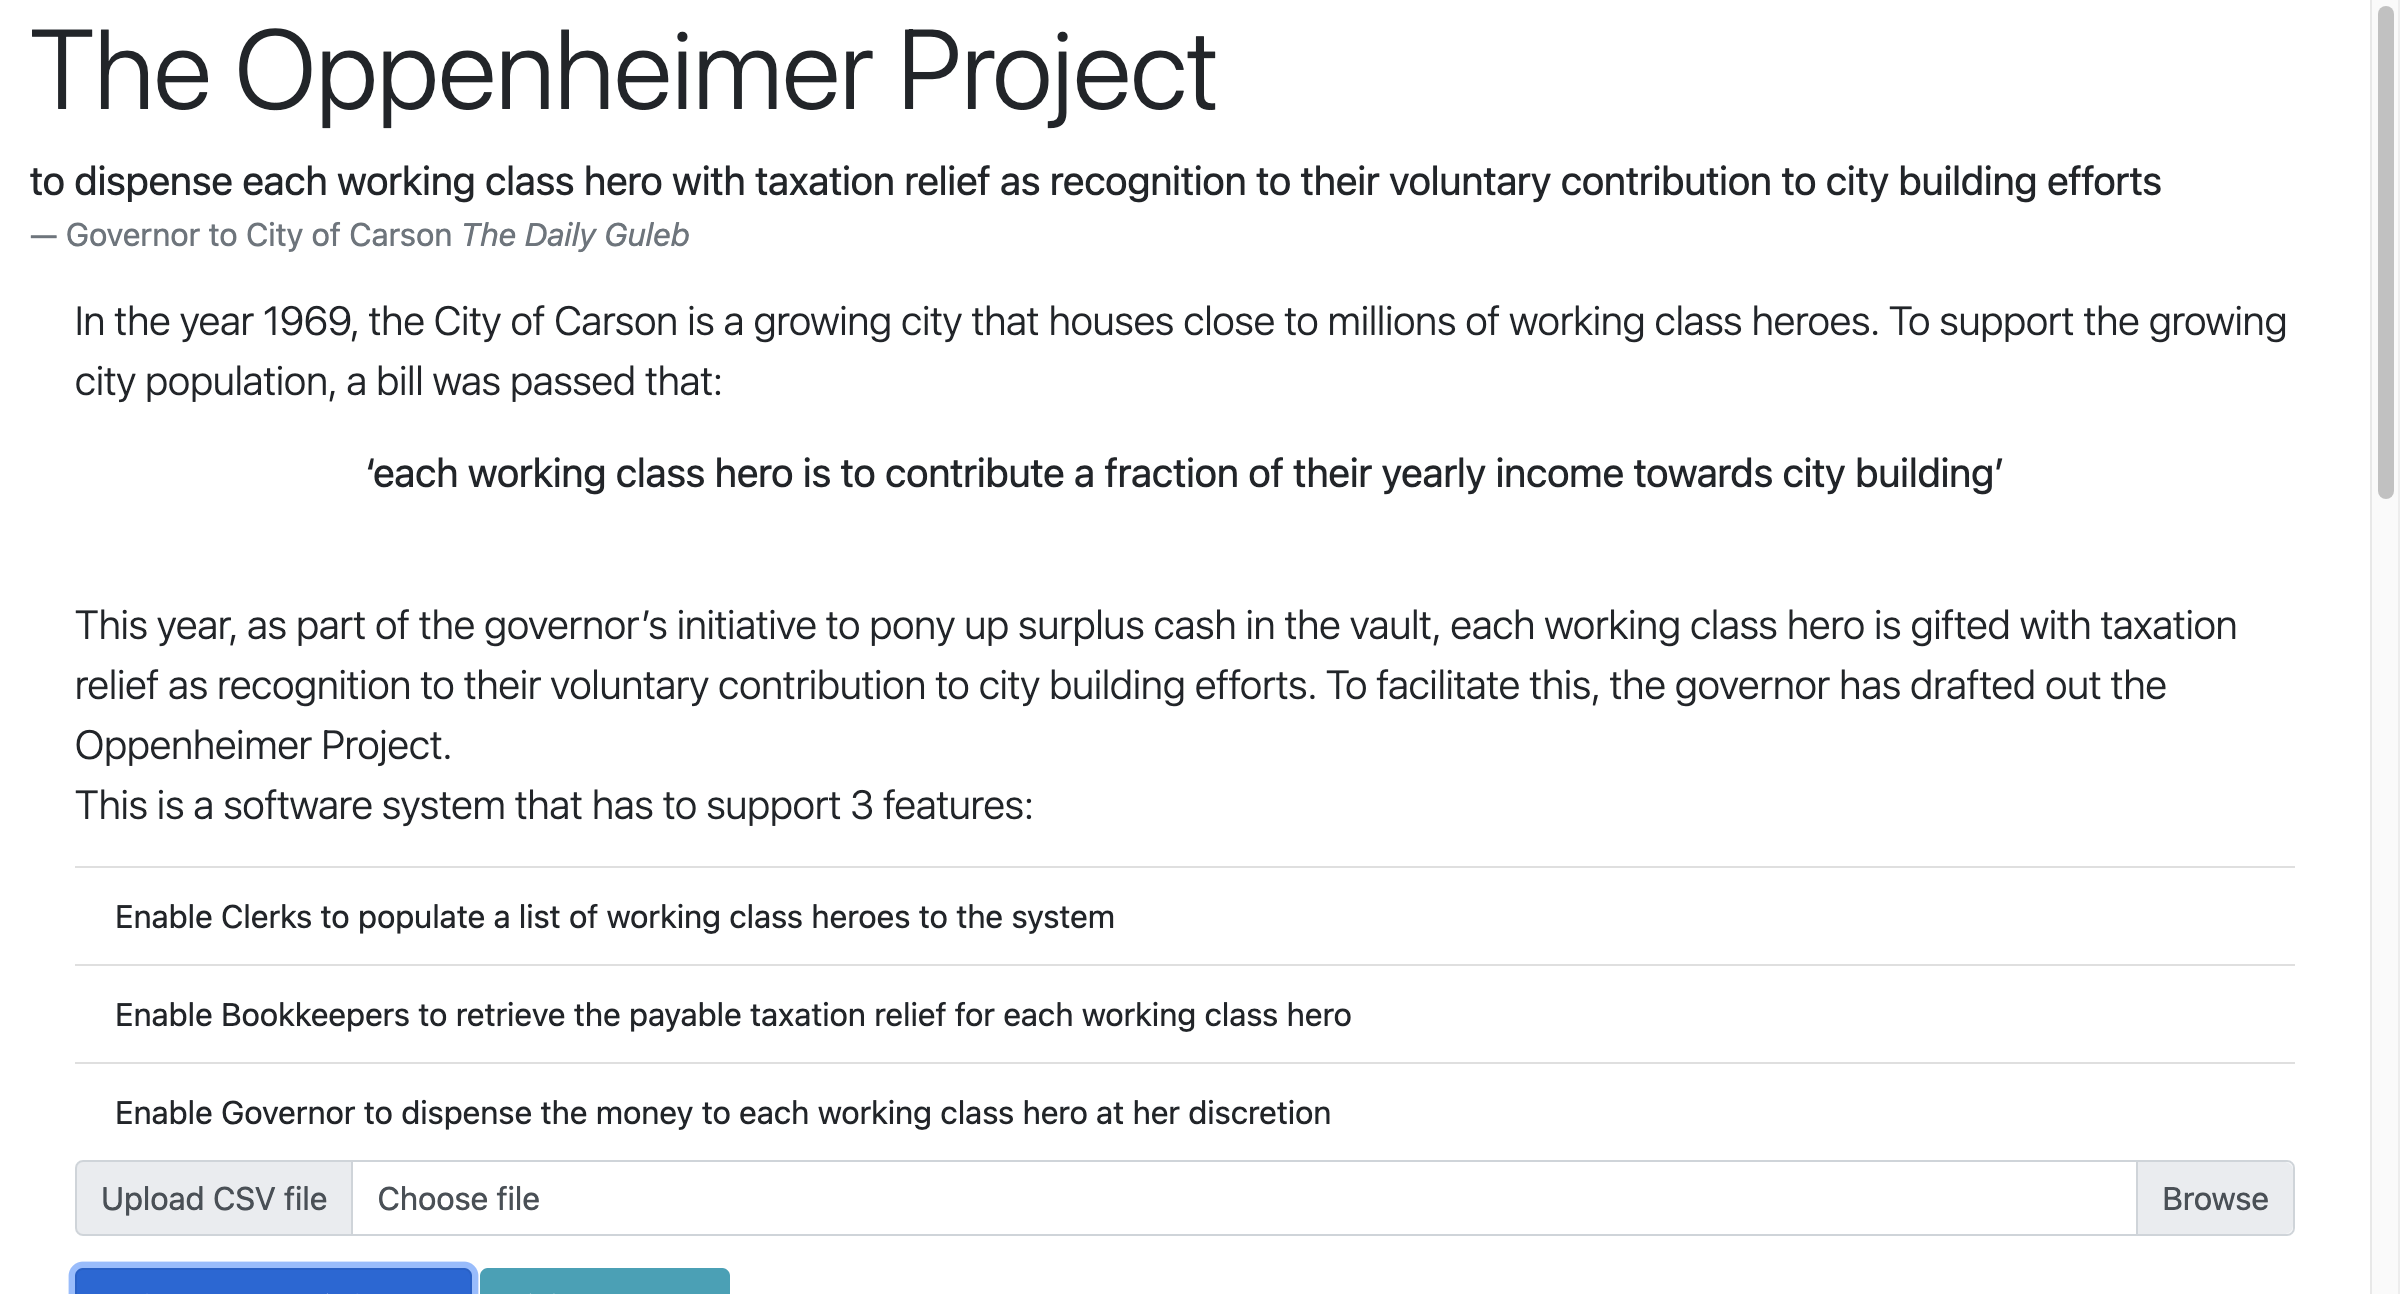 The Oppenheimer Project
to dispense each working class hero with taxation relief as recognition to their voluntary contribution to city building efforts
— Governor to City of Carson The Daily Guleb
In the year 1969, the City of Carson is a growing city that houses close to millions of working class heroes. To support the growing
city population, a bill was passed that:
‘each working class hero is to contribute a fraction of their yearly income towards city building’
This year, as part of the governor’s initiative to pony up surplus cash in the vault, each working class hero is gifted with taxation
relief as recognition to their voluntary contribution to city building efforts. To facilitate this, the governor has drafted out the
Oppenheimer Project.
This is a software system that has to support 3 features:
Enable Clerks to populate a list of working class heroes to the system
Enable Bookkeepers to retrieve the payable taxation relief for each working class hero
Enable Governor to dispense the money to each working class hero at her discretion
Upload CSV file Choose file Browse